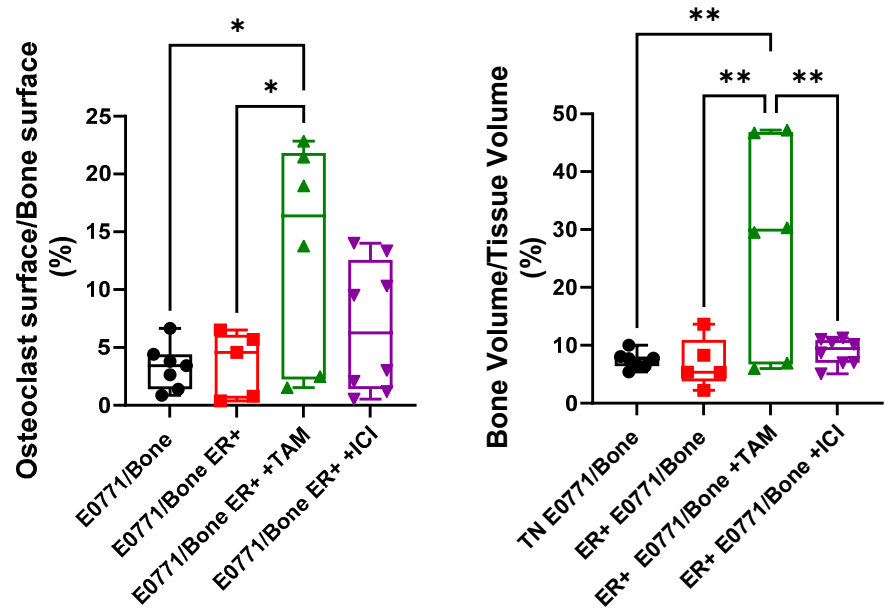 Osteoclast surface/Bone surface
(%)
*
*
25
20
15
10
5
0
E0771/Bone
E0771/Bone ER+
E0771/Bone ER+ +TAM
E0771/Bone ER+ +ICI
Bone Volume/Tissue Volume
(%)
**
**
**
50
40
30
20
10
0
TN E0771/Bone
ER+ E0771/Bone
ER+ E0771/Bone +TAM
ER+ E0771/Bone +ICI